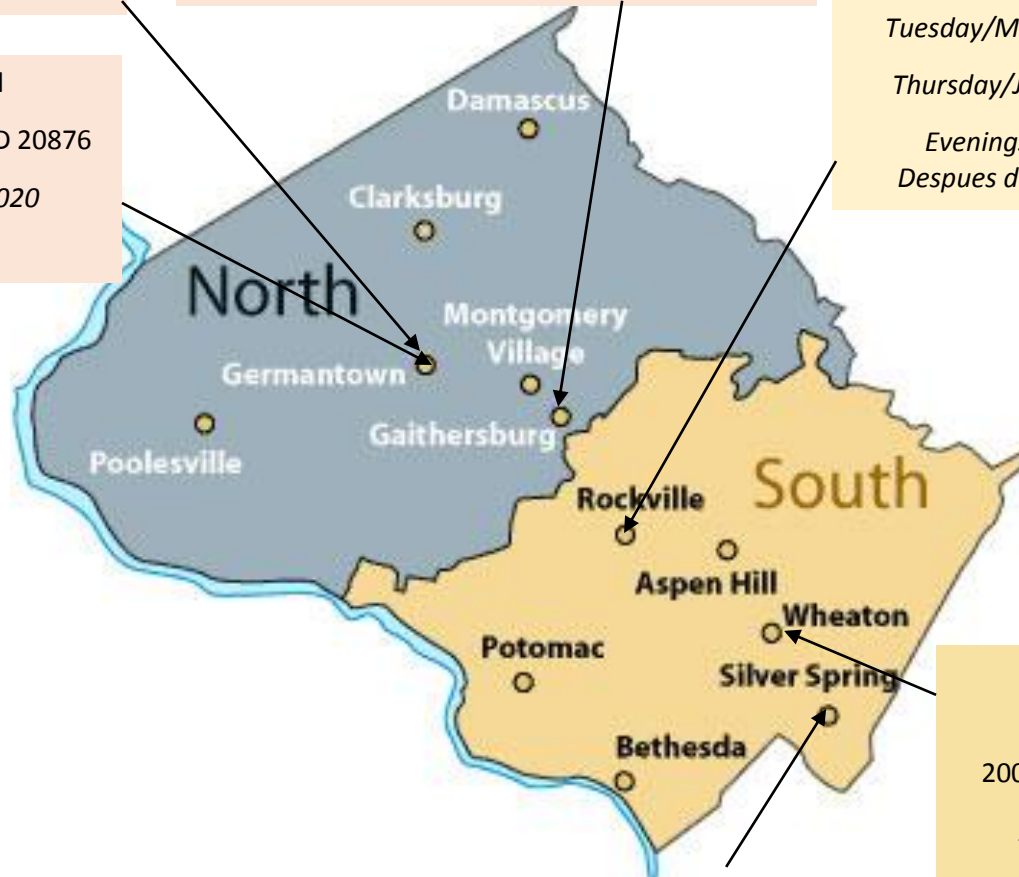 D 20876
020
Tuesday/M
Thursday/J
Evening
Despues d
Damascus
Clarksburg
North
Montgomery
Village
Germantown
Gaithersburg
Poolesville
South
Rockville
Aspen Hill
Wheaton
Potomac
Silver Spring
Bethesda
200